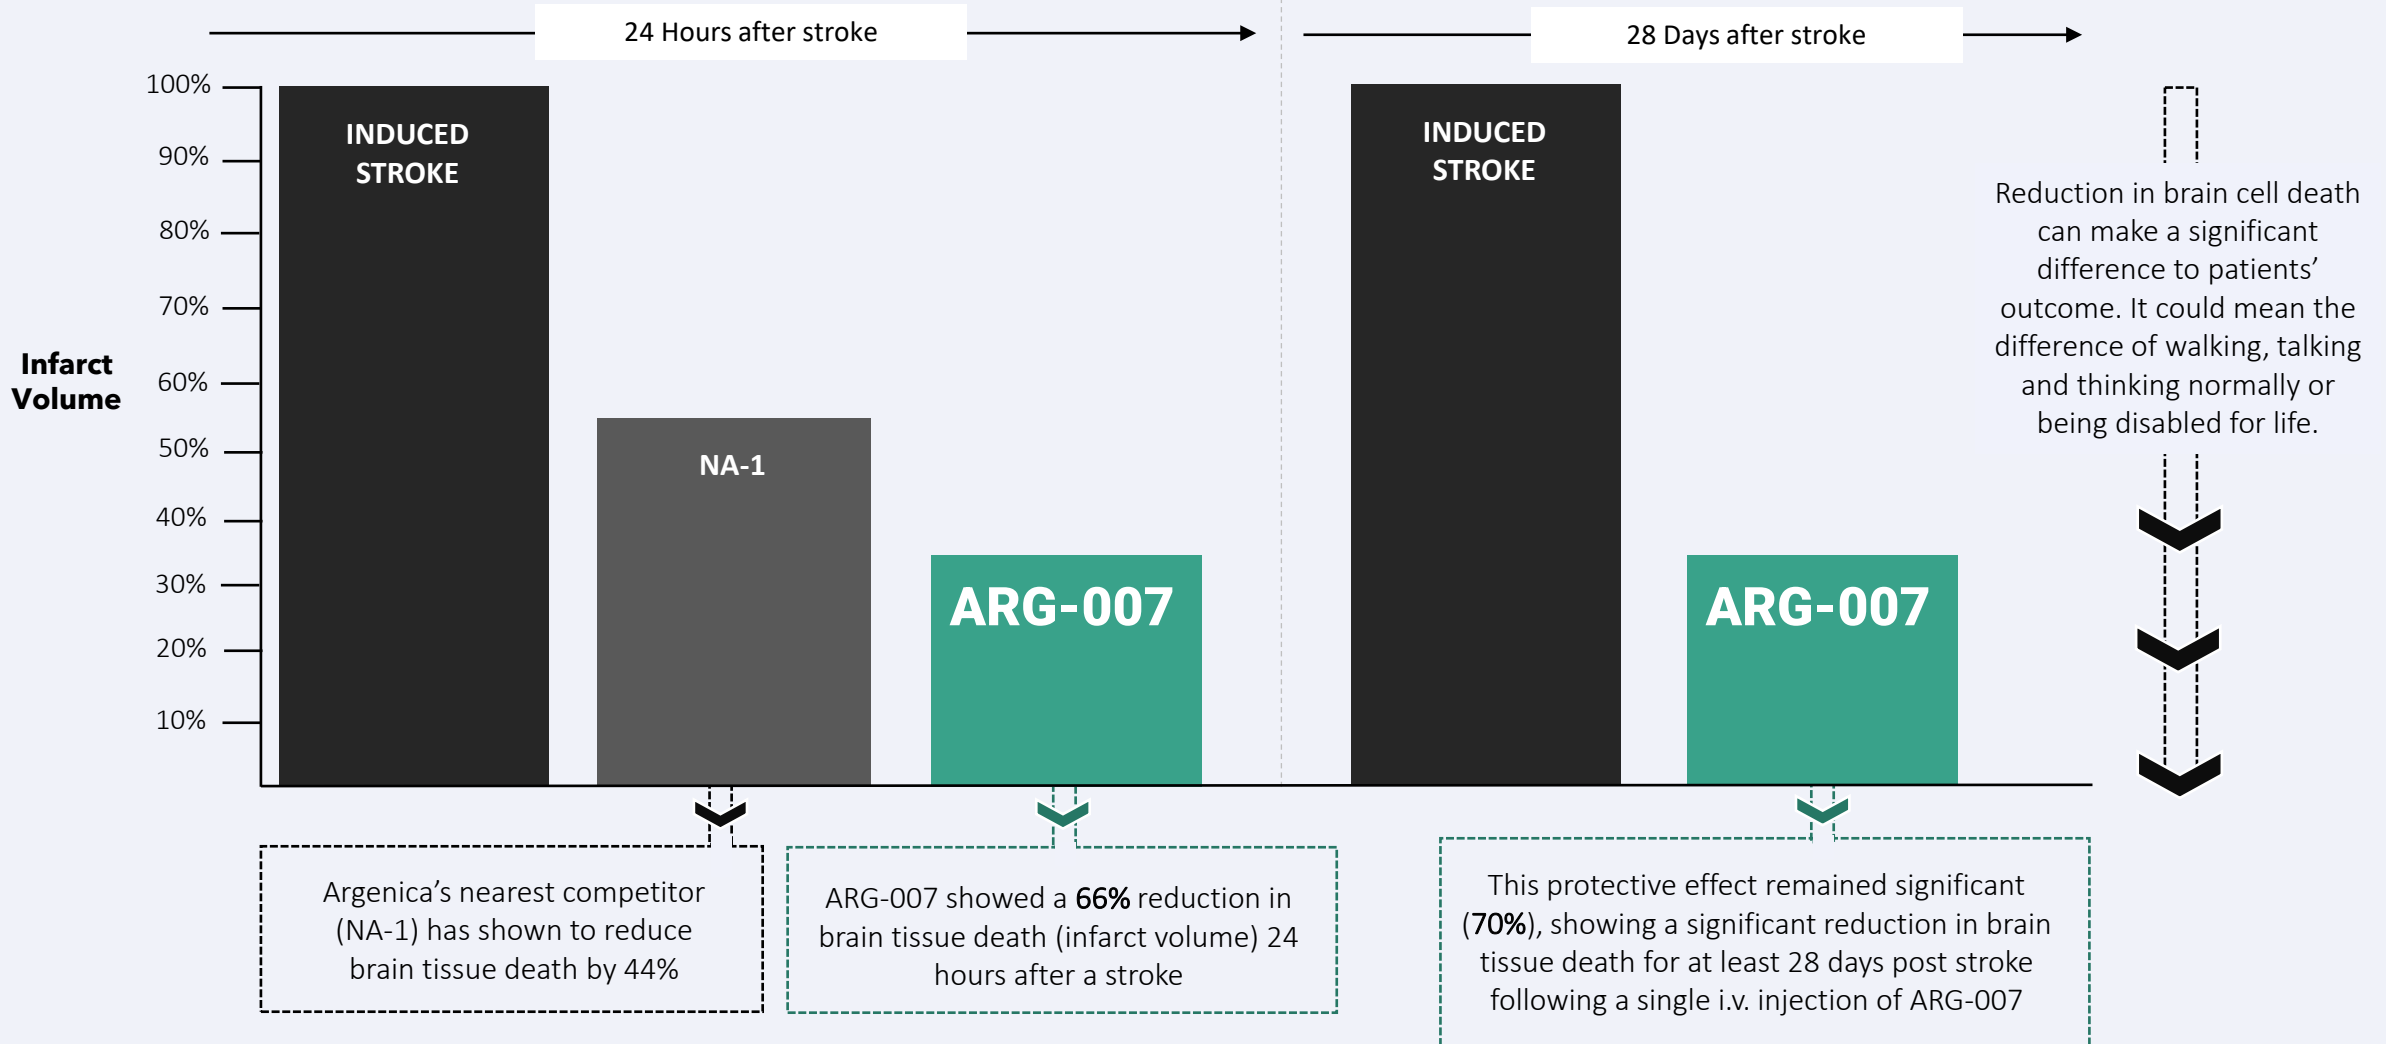 24 Hours after stroke
28 Days after stroke
100%
90%
80%
70%
60%
50%
40%
30%
20%
10%
Infarct
Volume
INDUCED
STROKE
NA-1
ARG-007
INDUCED
STROKE
ARG-007
Reduction in brain cell death
can make a significant
difference to patients’
outcome. It could mean the
difference of walking, talking
and thinking normally or
being disabled for life.
Argenica’s nearest competitor
(NA-1) has shown to reduce
brain tissue death by 44%
ARG-007 showed a 66% reduction in
brain tissue death (infarct volume) 24
hours after a stroke
This protective effect remained significant
(70%), showing a significant reduction in brain
tissue death for at least 28 days post stroke
following a single i.v. injection of ARG-007